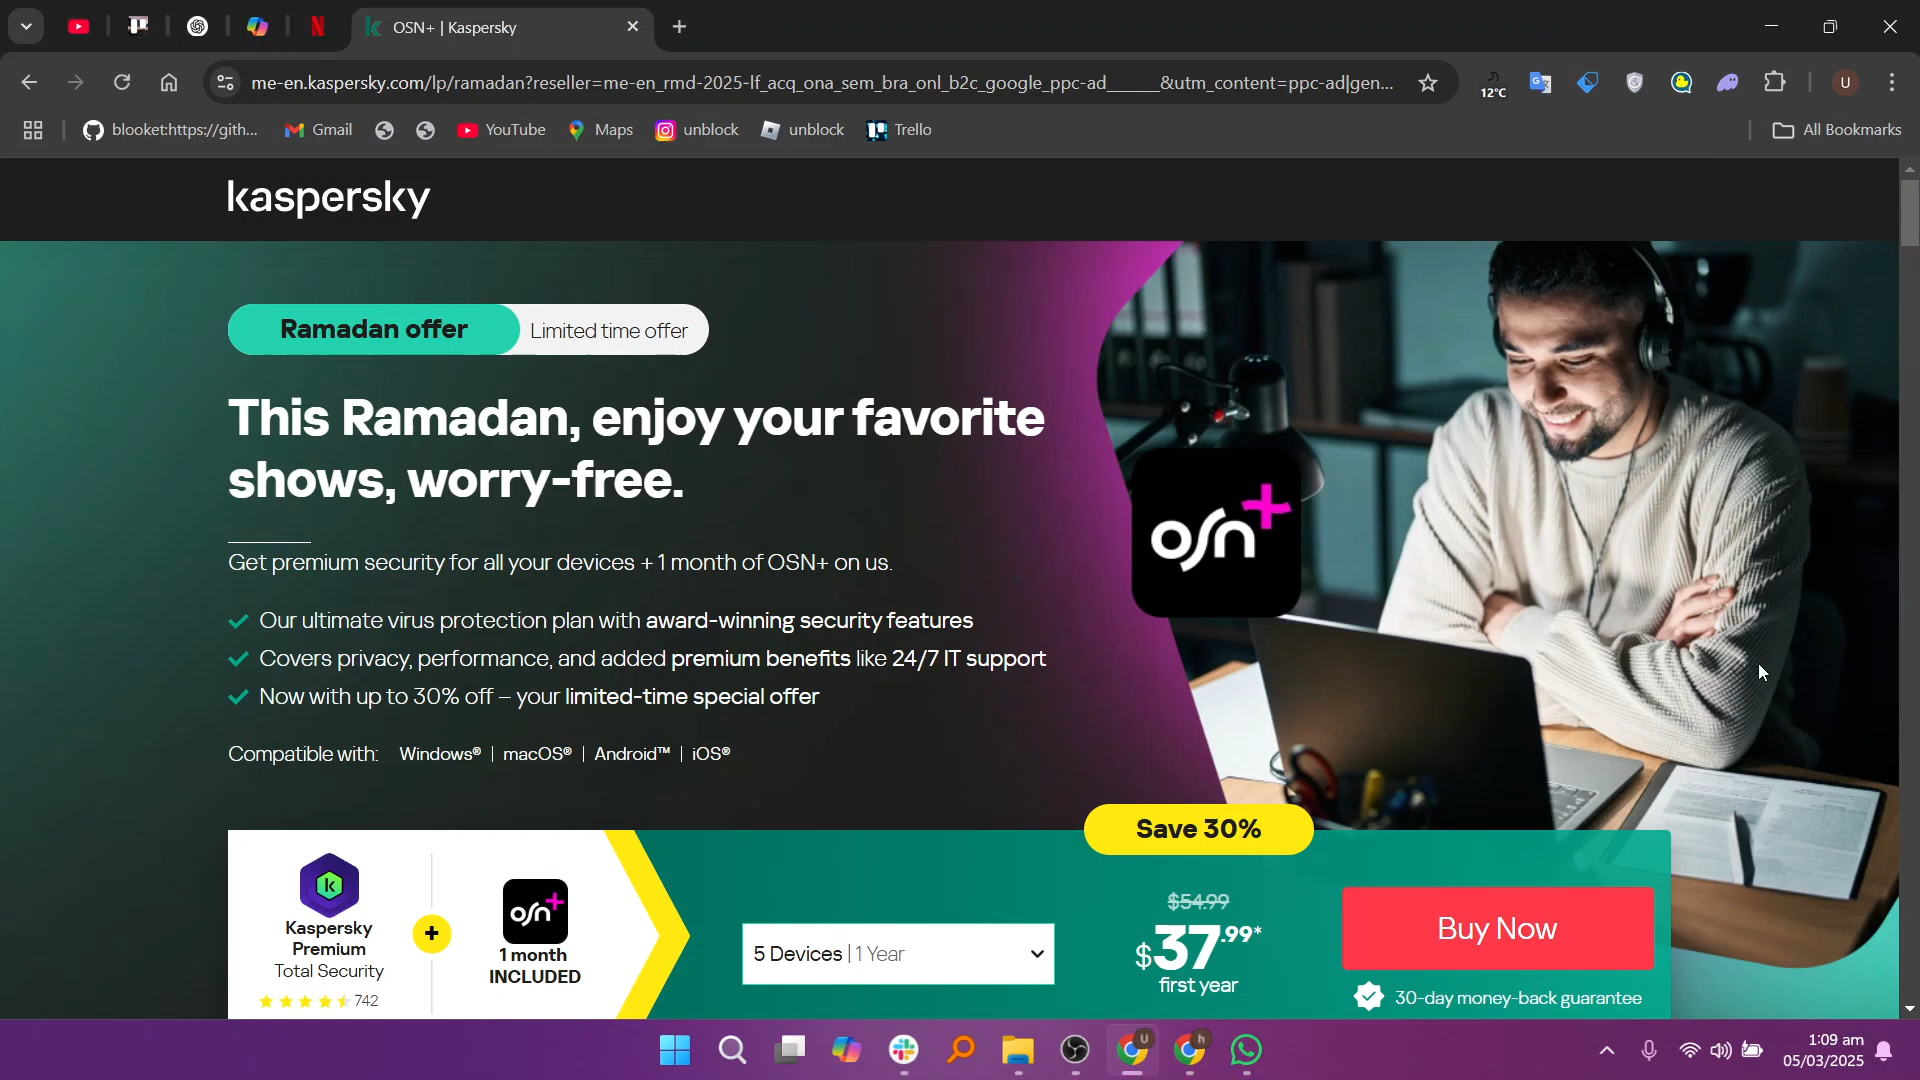 OSN+ | Kaspersky
me-en.kaspersky.com/lp/ramadan?reseller=me-en_rmd-2025-lf_acq_ona_sem_bra_onl_b2c_google_ppc-ad______&utm_content=ppc-ad|gen...
12°C
U
blooket:https://gith...
Gmail
YouTube
Maps
unblock
unblock
Trello
All Bookmarks
kaspersky
Ramadan offer
Limited time offer
This Ramadan, enjoy your favorite
shows, worry-free.
Get premium security for all your devices + 1 month of OSN+ on us.
Our ultimate virus protection plan with award-winning security features
Covers privacy, performance, and added premium benefits like 24/7 IT support
Now with up to 30% off – your limited-time special offer
Compatible with: Windows® | macOS® | Android™ | iOS®
osn+
Save 30%
Kaspersky
Premium
Total Security
742
+
osn+
1 month
INCLUDED
5 Devices | 1 Year
$54.99
$37.99*
first year
Buy Now
30-day money-back guarantee
U
h
1:09 am
05/03/2025